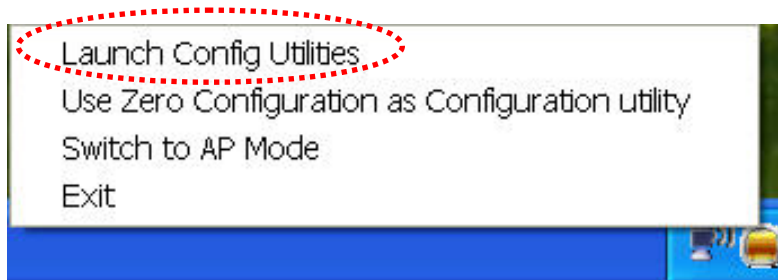 Launch Config Utilities
Use Zero Configuration as Configuration utility
Switch to AP Mode
Exit